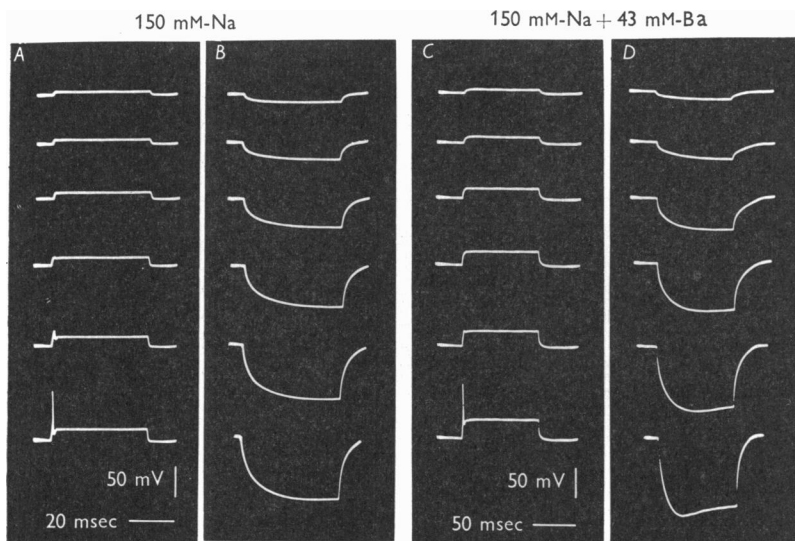 150 mM-Na
150 mM-Na + 43 mM-Ba
A
B
C
D
50 mV
20 msec
50 mV
50 msec